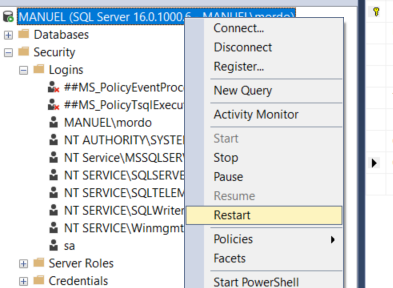 MANUEL (SQL Server 16.0.1000.6 - MANUEL\mordo
Databases
Security
Logins
##MS_PolicyEventProc
##MS_PolicyTsqlExecut
MANUEL\mordo
NT AUTHORITY\SYSTE
NT Service\MSSQLSER
NT SERVICE\SQLSERVE
NT SERVICE\SQLTELEM
NT SERVICE\SQLWriter
NT SERVICE\Winmgmt
sa
Server Roles
Credentials
Connect...
Disconnect
Register...
New Query
Activity Monitor
Start
Stop
Pause
Resume
Restart
Policies
Facets
Start PowerShell